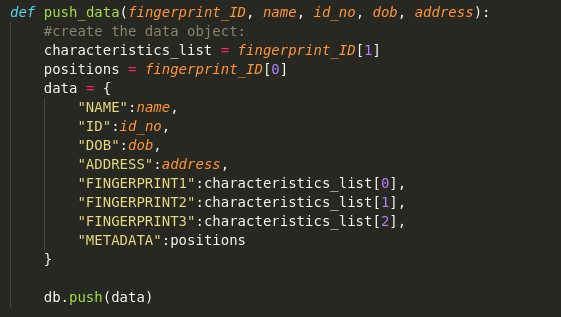 def push_data(fingerprint_ID, name, id_no, dob, address):
    #create the data object:
    characteristics_list = fingerprint_ID[1]
    positions = fingerprint_ID[0]
    data = {
        "NAME":name,
        "ID":id_no,
        "DOB":dob,
        "ADDRESS":address,
        "FINGERPRINT1":characteristics_list[0],
        "FINGERPRINT2":characteristics_list[1],
        "FINGERPRINT3":characteristics_list[2],
        "METADATA":positions
    }
    db.push(data)